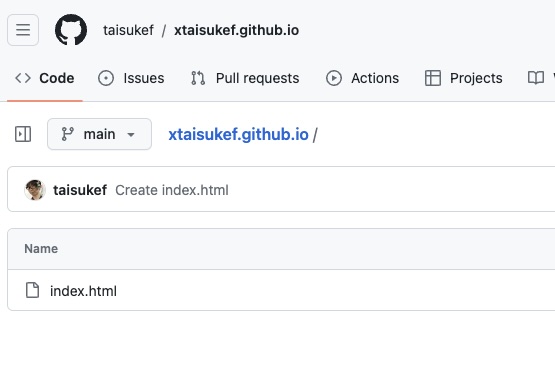 taisukef / xtaisukef.github.io
Code Issues Pull requests Actions Projects
main xtaisukef.github.io /
taisukef Create index.html
Name
index.html